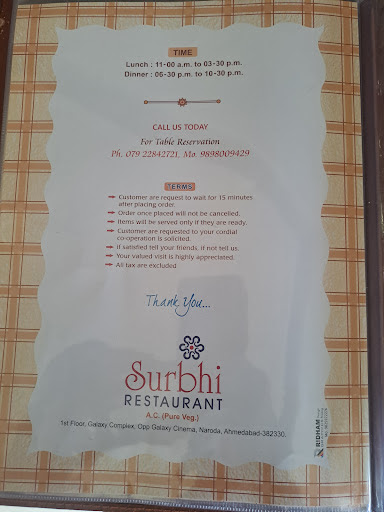 TIME
Lunch : 11-00 a.m. to 03-30 p.m.
Dinner : 06-30 p.m. to 10-30 p.m.
CALL US TODAY
For Table Reservation
Ph. 079 22842721, Mo. 9898009429
TERMS
Customer are request to wait for 15 minutes
after placing order.
Order once placed will not be cancelled.
Items will be served only if they are ready.
Customer are requested to your cordial
co-operation is solicited.
If satisfied tell your friends, if not tell us.
Your valued visit is highly appreciated.
All tax are excluded
Thank You...
Surbhi
RESTAURANT
A.C. (Pure Veg.)
1st Floor, Galaxy Complex, Opp Galaxy Cinema, Naroda, Ahmedabad-382330.
RIDHAM